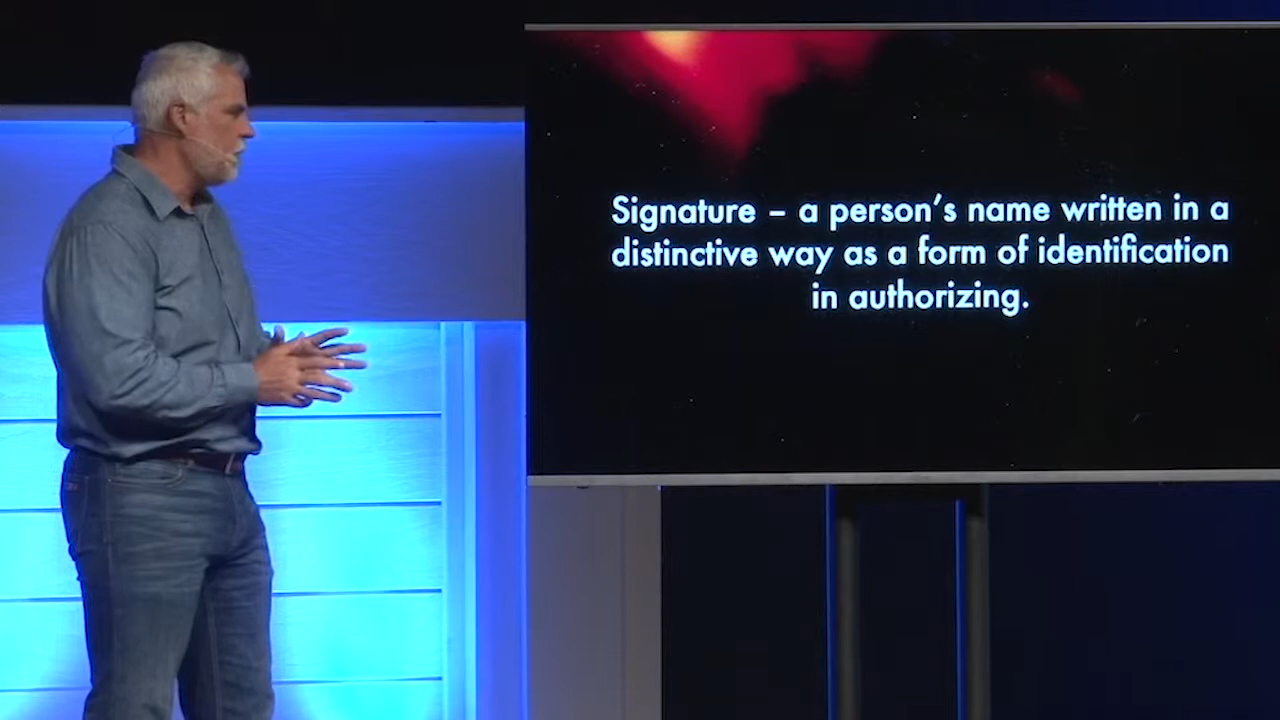 Signature – a person’s name written in a
distinctive way as a form of identification
in authorizing.